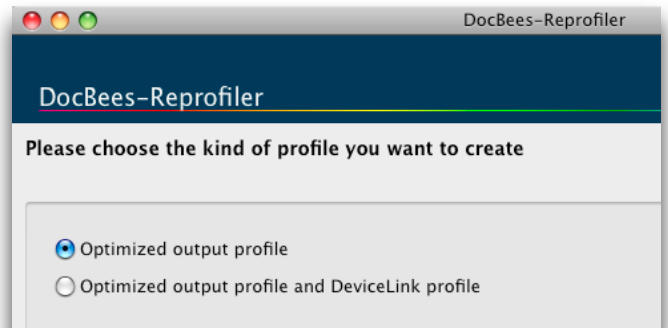 DocBees-Reprofiler
DocBees-Reprofiler
Please choose the kind of profile you want to create
Optimized output profile
Optimized output profile and DeviceLink profile